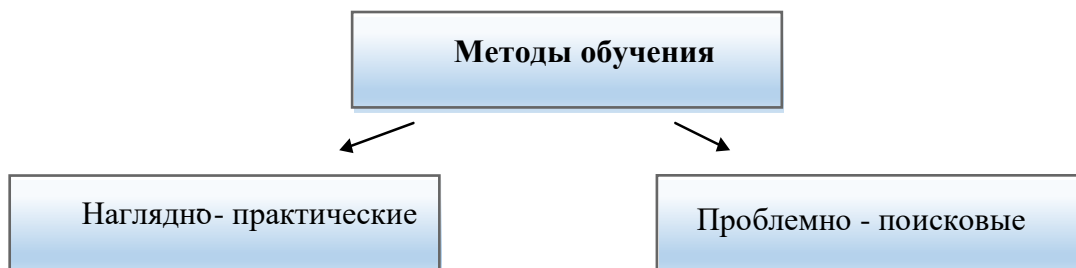 Методы обучения
Наглядно- практические
Проблемно - поисковые